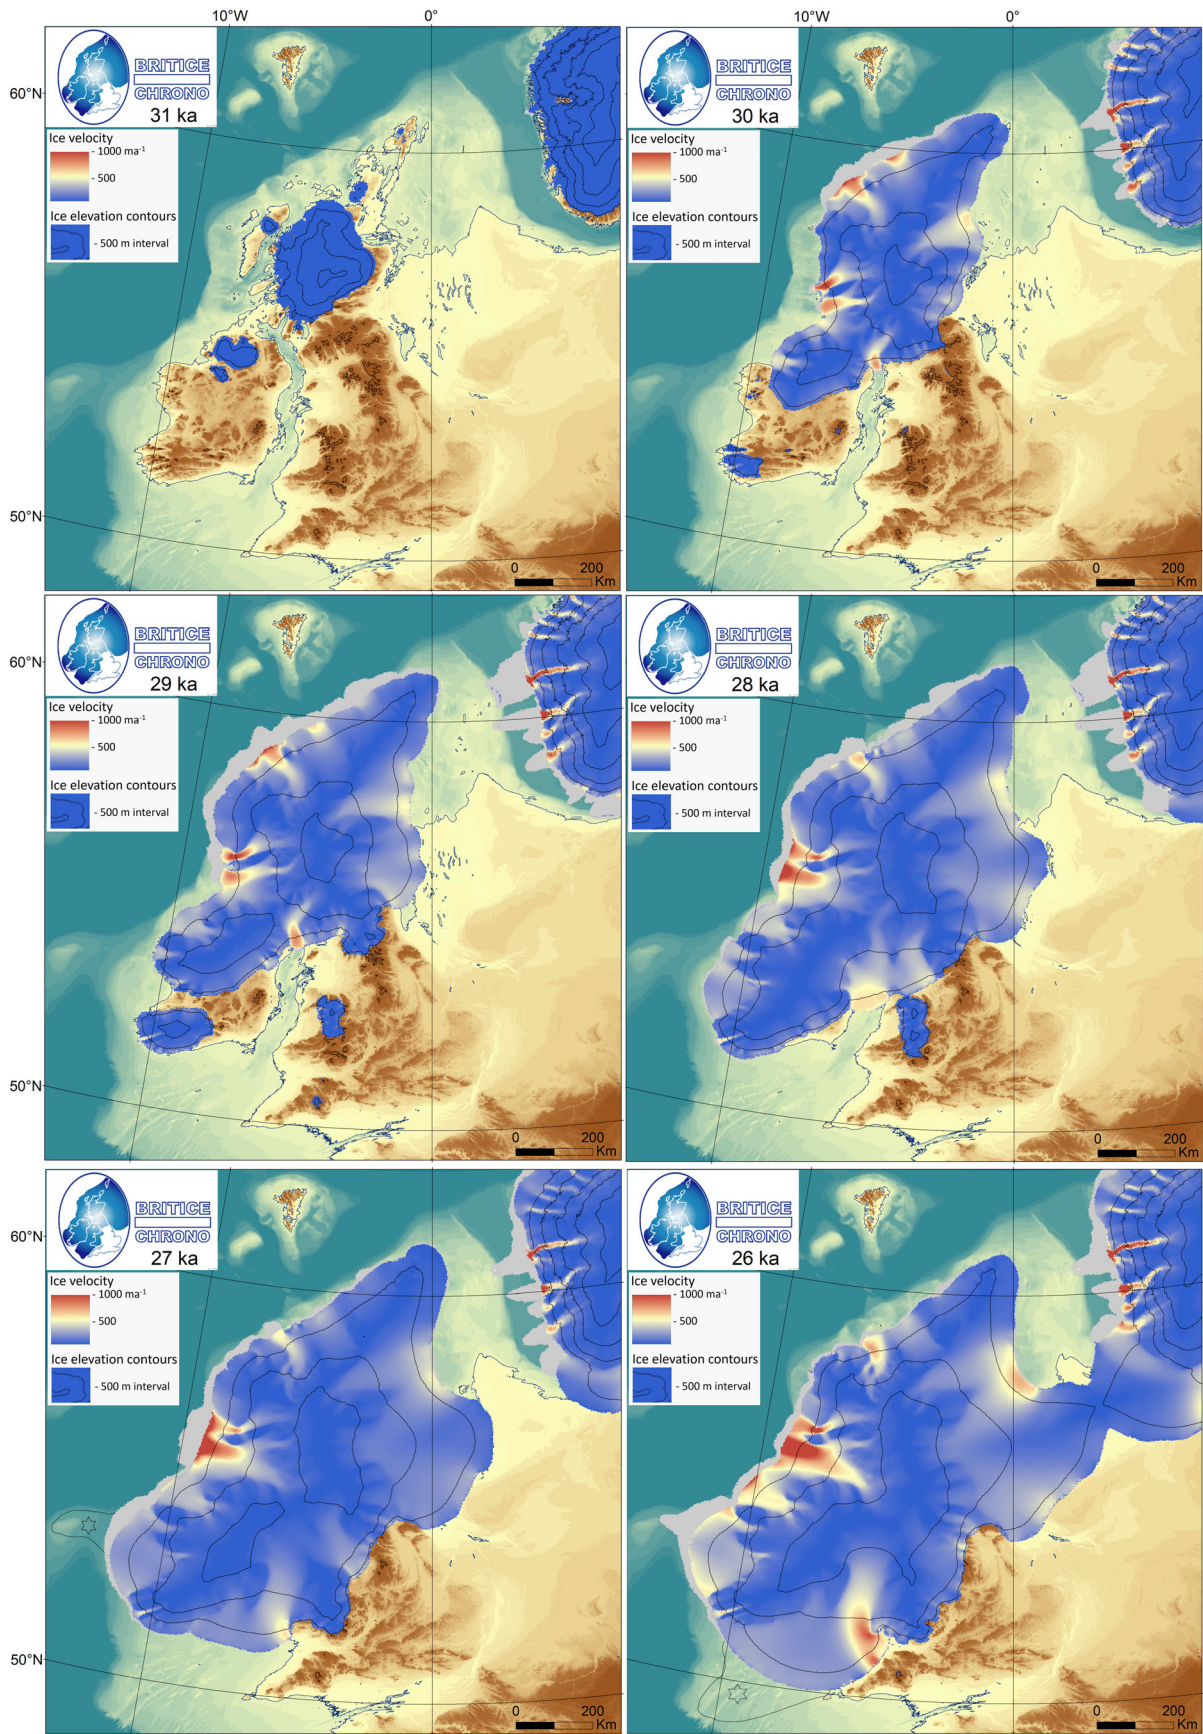 10°W 0° 10°W 0°
BRITICE
CHRONO
31 ka
60°N
Ice velocity
- 1000 ma-1
- 500
Ice elevation contours
- 500 m interval
50°N
0 200
Km
BRITICE
CHRONO
30 ka
Ice velocity
- 1000 ma-1
- 500
Ice elevation contours
- 500 m interval
0 200
Km
BRITICE
CHRONO
29 ka
60°N
Ice velocity
- 1000 ma-1
- 500
Ice elevation contours
- 500 m interval
50°N
0 200
Km
BRITICE
CHRONO
28 ka
Ice velocity
- 1000 ma-1
- 500
Ice elevation contours
- 500 m interval
0 200
Km
10°W 0° 10°W 0°
BRITICE
CHRONO
27 ka
60°N
Ice velocity
- 1000 ma-1
- 500
Ice elevation contours
- 500 m interval
50°N
0 200
Km
BRITICE
CHRONO
26 ka
Ice velocity
- 1000 ma-1
- 500
Ice elevation contours
- 500 m interval
0 200
Km